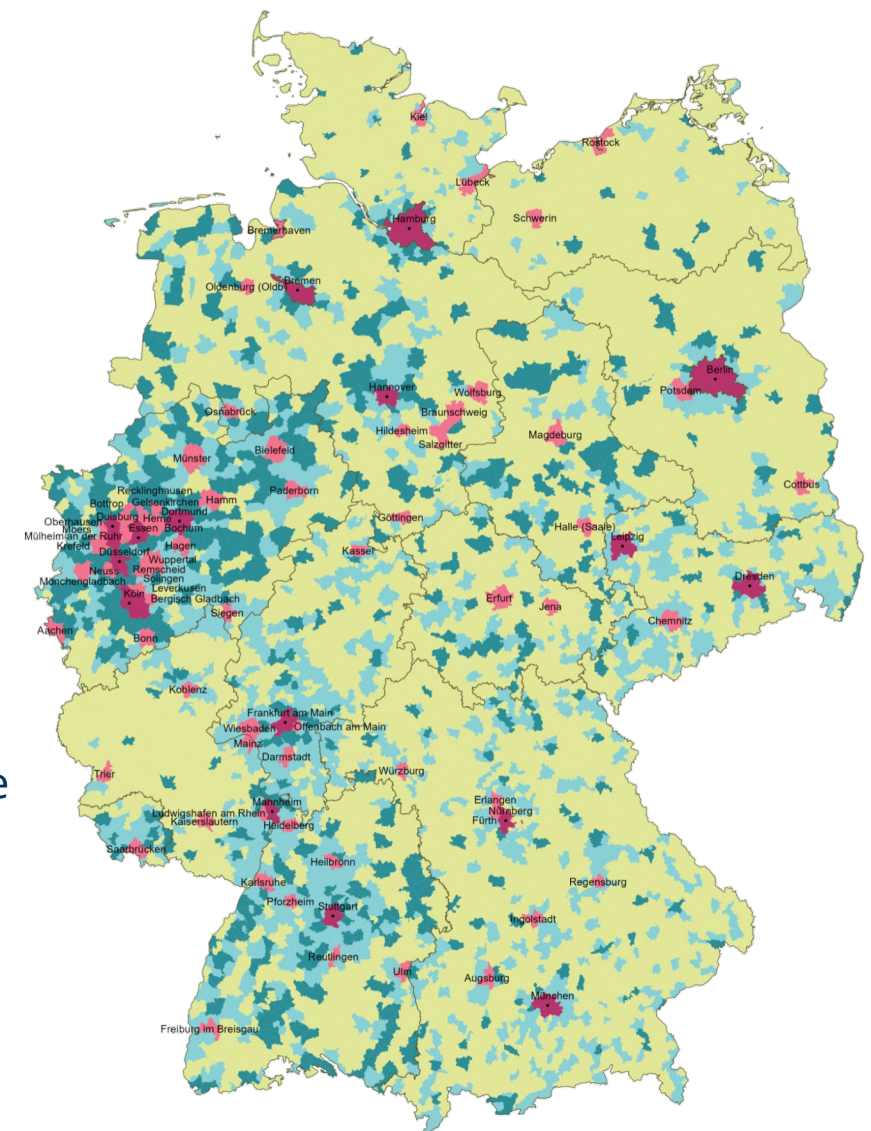 Kiel
Rostock
Lübeck
Schwerin
Hamburg
Bremerhaven
Bremen
Oldenburg (Oldb)
Berlin
Potsdam
Hannover
Wolfsburg
Braunschweig
Hildesheim
Salzgitter
Osnabrück
Magdeburg
Münster
Bielefeld
Cottbus
Recklinghausen
Paderborn
Bottrop
Gelsenkirchen
Hamm
Dortmund
Duisburg
Herne
Göttingen
Oberhausen
Essen
Bochum
Halle (Saale)
Moers
Mülheim an der Ruhr
Leipzig
Krefeld
Hagen
Düsseldorf
Kassel
Wuppertal
Neuss
Remscheid
Mönchengladbach
Solingen
Dresden
Leverkusen
Köln
Bergisch Gladbach
Erfurt
Jena
Siegen
Chemnitz
Aachen
Bonn
Koblenz
Frankfurt am Main
Wiesbaden
Offenbach am Main
Mainz
Darmstadt
Trier
Würzburg
e
Mannheim
Erlangen
Ludwigshafen am Rhein
Nürnberg
Kaiserslautern
Heidelberg
Fürth
Saarbrücken
Heilbronn
Karlsruhe
Regensburg
Pforzheim
Stuttgart
Ingolstadt
Reutlingen
Ulm
Augsburg
München
Freiburg im Breisgau